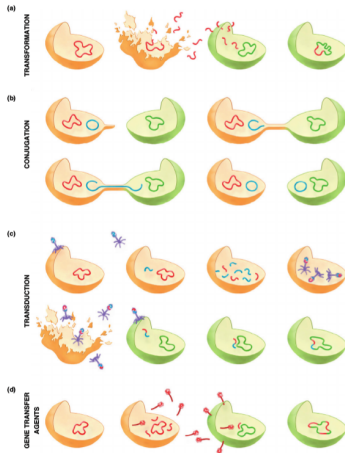 (a)
TRANSFORMATION
(b)
CONJUGATION
(c)
TRANSDUCTION
(d)
GENE TRANSFER
AGENTS